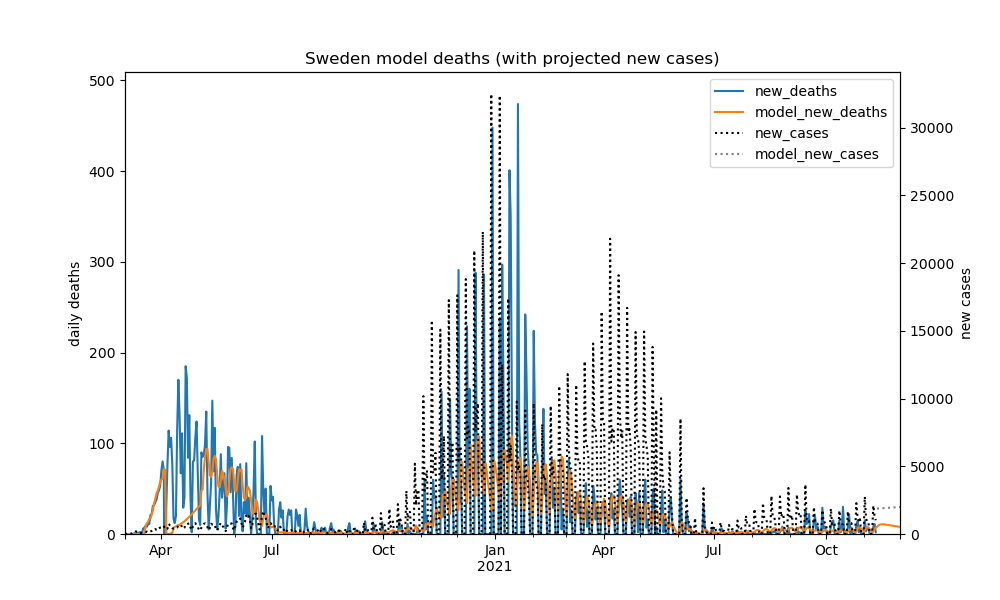 Sweden model deaths (with projected new cases)
500
400
300
200
100
0
daily deaths
new_deaths
model_new_deaths
new_cases
model_new_cases
30000
25000
20000
15000
10000
5000
0
new cases
Apr
Jul
Oct
Jan
2021
Apr
Jul
Oct